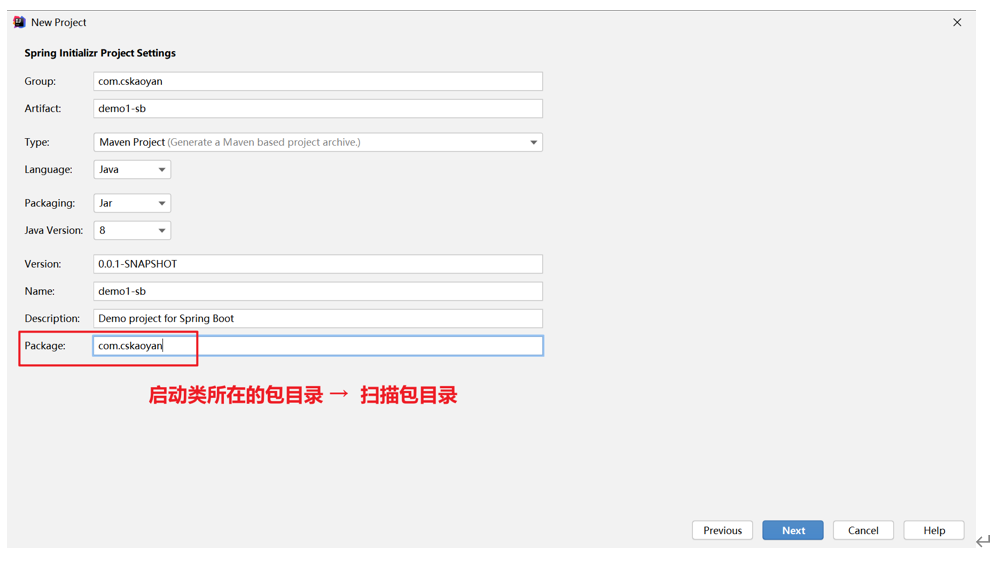 New Project
Spring Initializr Project Settings
Group: com.cskaoyan
Artifact: demo1-sb
Type: Maven Project (Generate a Maven based project archive.)
Language: Java
Packaging: Jar
Java Version: 8
Version: 0.0.1-SNAPSHOT
Name: demo1-sb
Description: Demo project for Spring Boot
Package: com.cskaoyan
启动类所在的包目录 → 扫描包目录
Previous Next Cancel Help